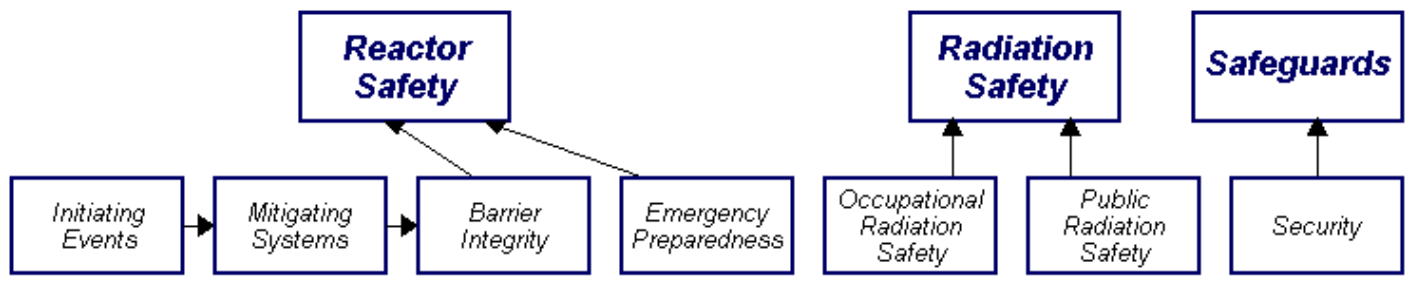 Reactor
Safety
Radiation
Safety
Safeguards
Initiating
Events
Mitigating
Systems
Barrier
Integrity
Emergency
Preparedness
Occupational
Radiation
Safety
Public
Radiation
Safety
Security